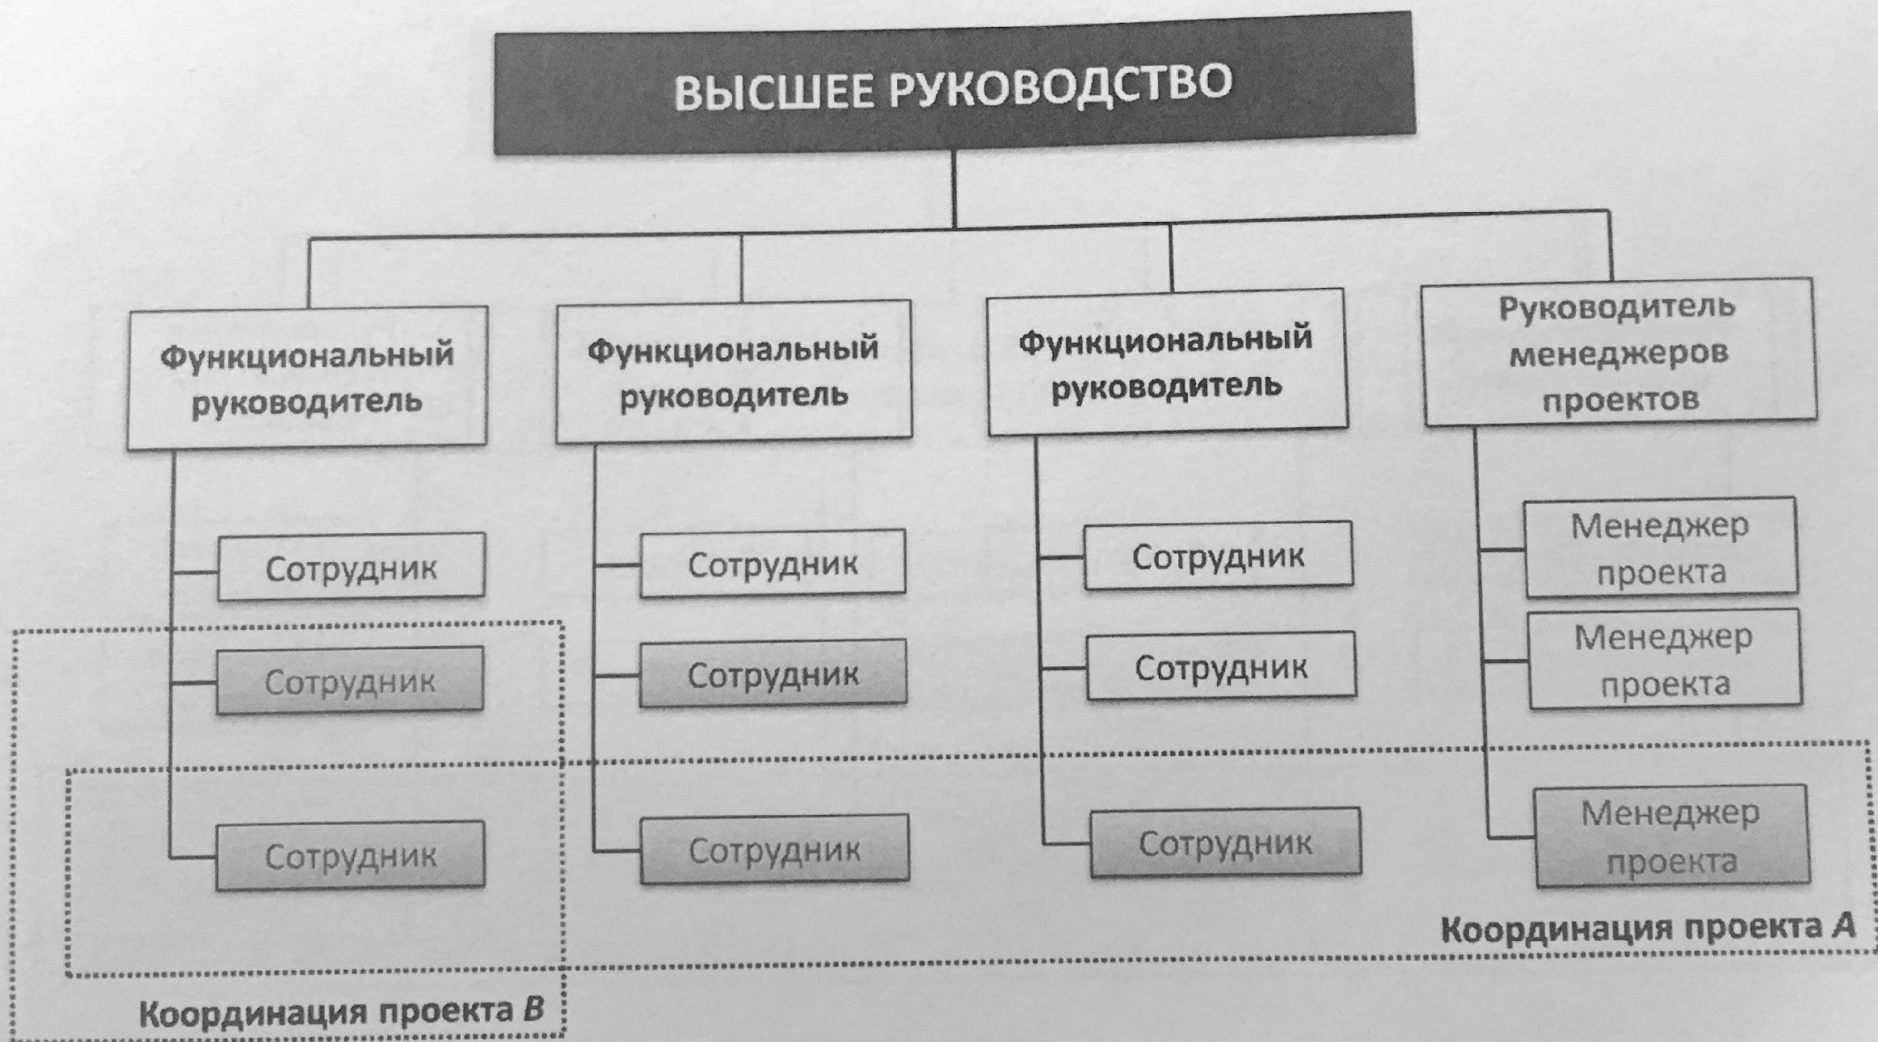 ВЫСШЕЕ РУКОВОДСТВО
Функциональный
руководитель
Функциональный
руководитель
Функциональный
руководитель
Руководитель
менеджеров
проектов
Сотрудник
Сотрудник
Сотрудник
Сотрудник
Сотрудник
Сотрудник
Сотрудник
Сотрудник
Сотрудник
Менеджер
проекта
Менеджер
проекта
Менеджер
проекта
Координация проекта А
Координация проекта В